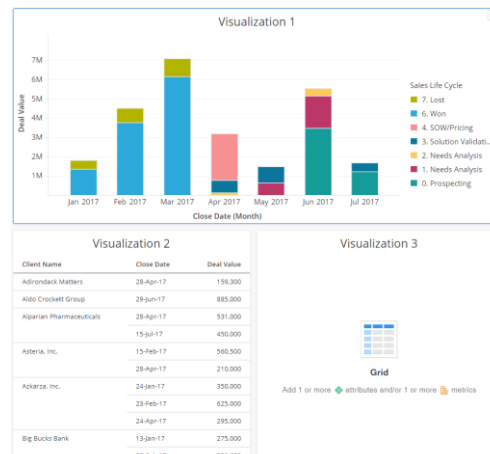 Visualization 1
7M
6M
5M
4M
3M
2M
1M
Deal Value
Jan 2017 Feb 2017 Mar 2017 Apr 2017 May 2017 Jun 2017 Jul 2017
Close Date (Month)
Sales Life Cycle
7. Lost
6. Won
4. SOW/Pricing
3. Solution Validati..
2. Needs Analysis
1. Needs Analysis
0. Prospecting
Visualization 2
Client Name Close Date Deal Value
Adirondack Matters 28-Apr-17 159,300
Aldo Crockett Group 29-Jun-17 885,000
Alparian Pharmaceuticals 28-Apr-17 531,000
15-Jul-17 450,000
Asteria, Inc. 15-Feb-17 560,500
28-Apr-17 210,000
Azkarza, Inc. 24-Jan-17 350,000
23-Feb-17 625,000
24-Apr-17 295,000
Big Bucks Bank 13-Jan-17 275,000
Visualization 3
Grid
Add 1 or more attributes and/or 1 or more metrics